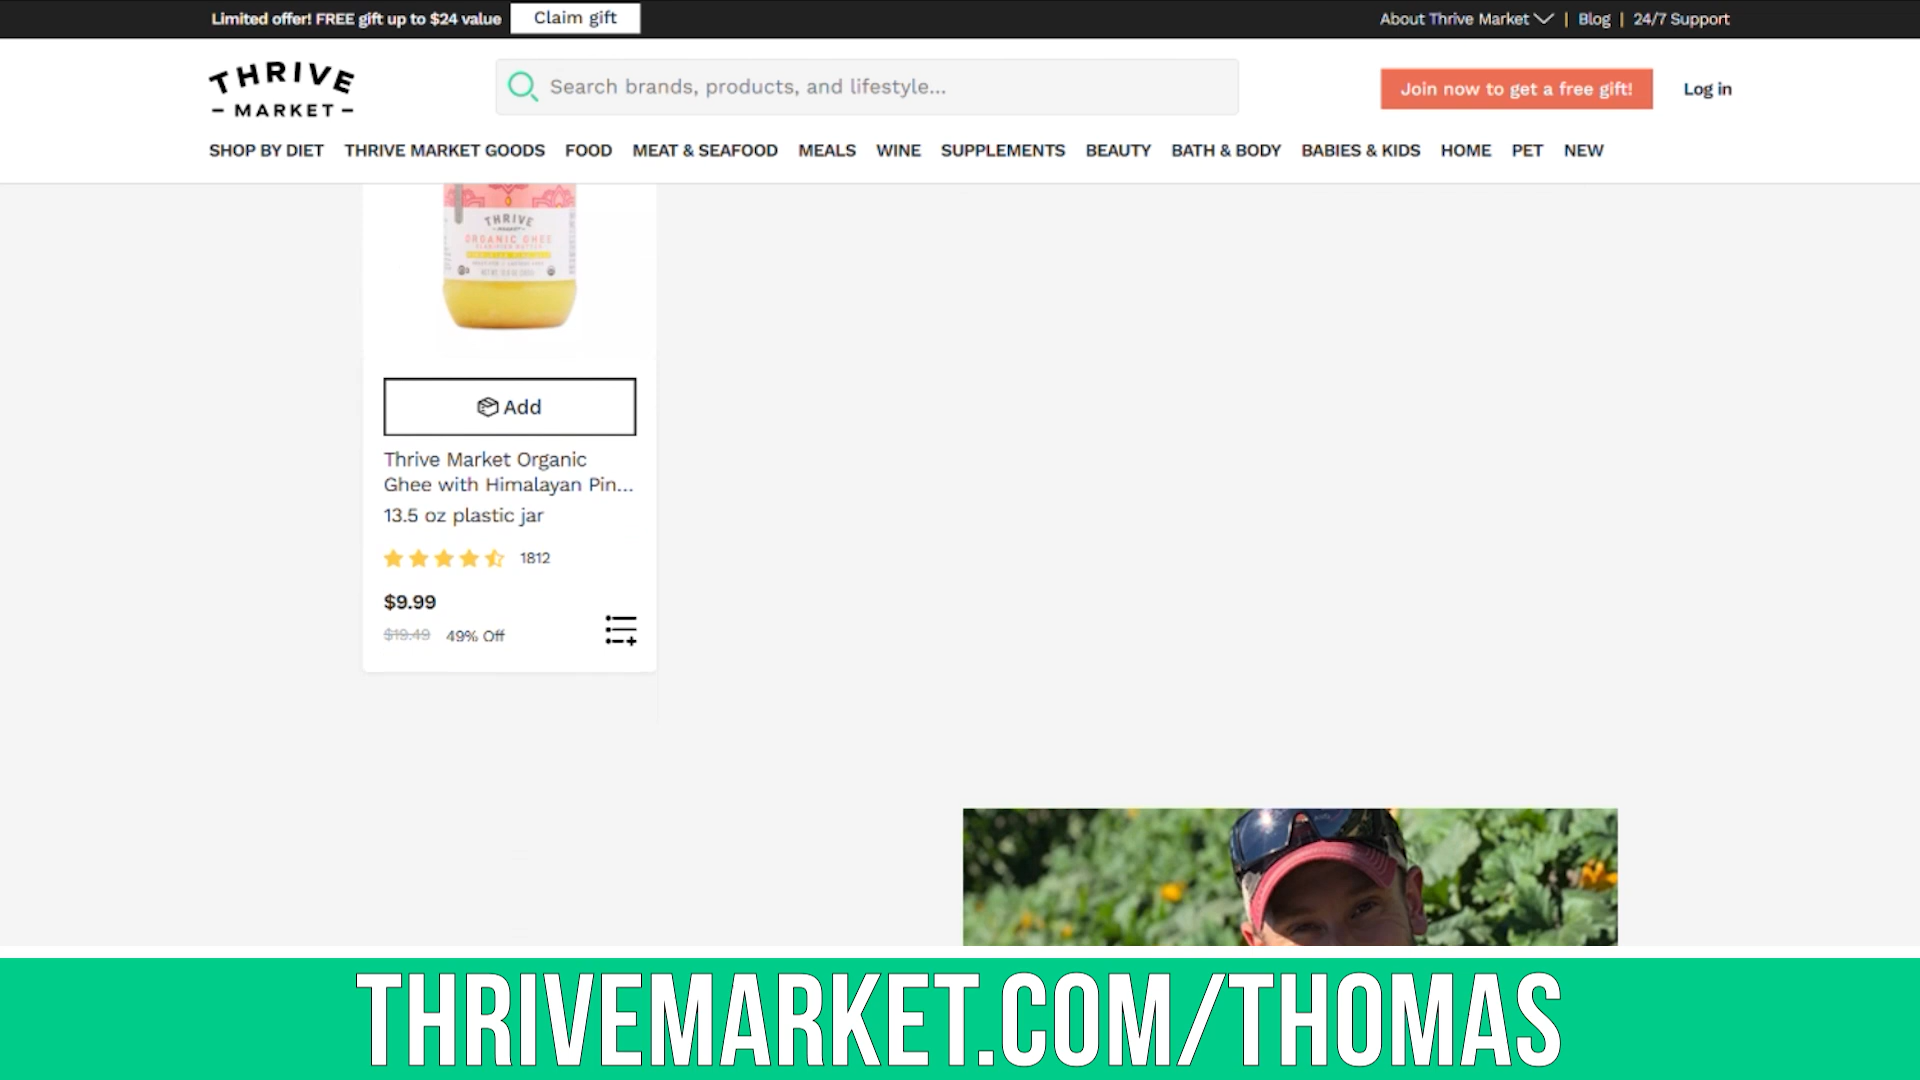 Limited offer! FREE gift up to $24 value
Claim gift
About Thrive Market | Blog | 24/7 Support
THRIVE
MARKET
Search brands, products, and lifestyle...
Join now to get a free gift!
Log in
SHOP BY DIET THRIVE MARKET GOODS FOOD MEAT & SEAFOOD MEALS WINE SUPPLEMENTS BEAUTY BATH & BODY BABIES & KIDS HOME PET NEW
THRIVE
MARKET
ORGANIC GHEE
CLARIFIED BUTTER
Add
Thrive Market Organic
Ghee with Himalayan Pin...
13.5 oz plastic jar
1812
$9.99
$19.49 49% Off
THRIVEMARKET.COM/THOMAS